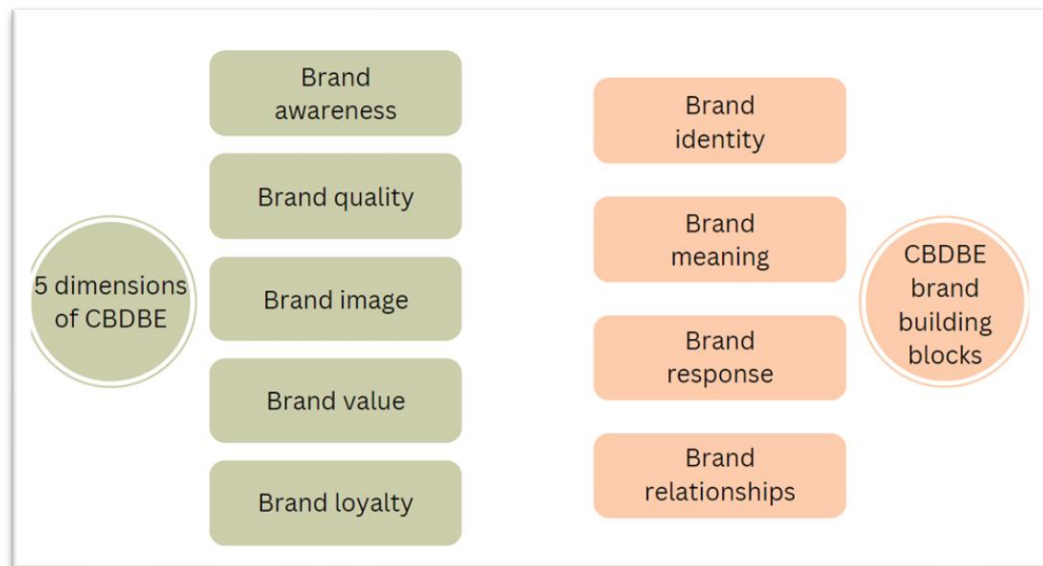 5 dimensions
of CBDBE
Brand
awareness
Brand quality
Brand image
Brand value
Brand loyalty
Brand
identity
Brand
meaning
Brand
response
Brand
relationships
CBDBE
brand
building
blocks